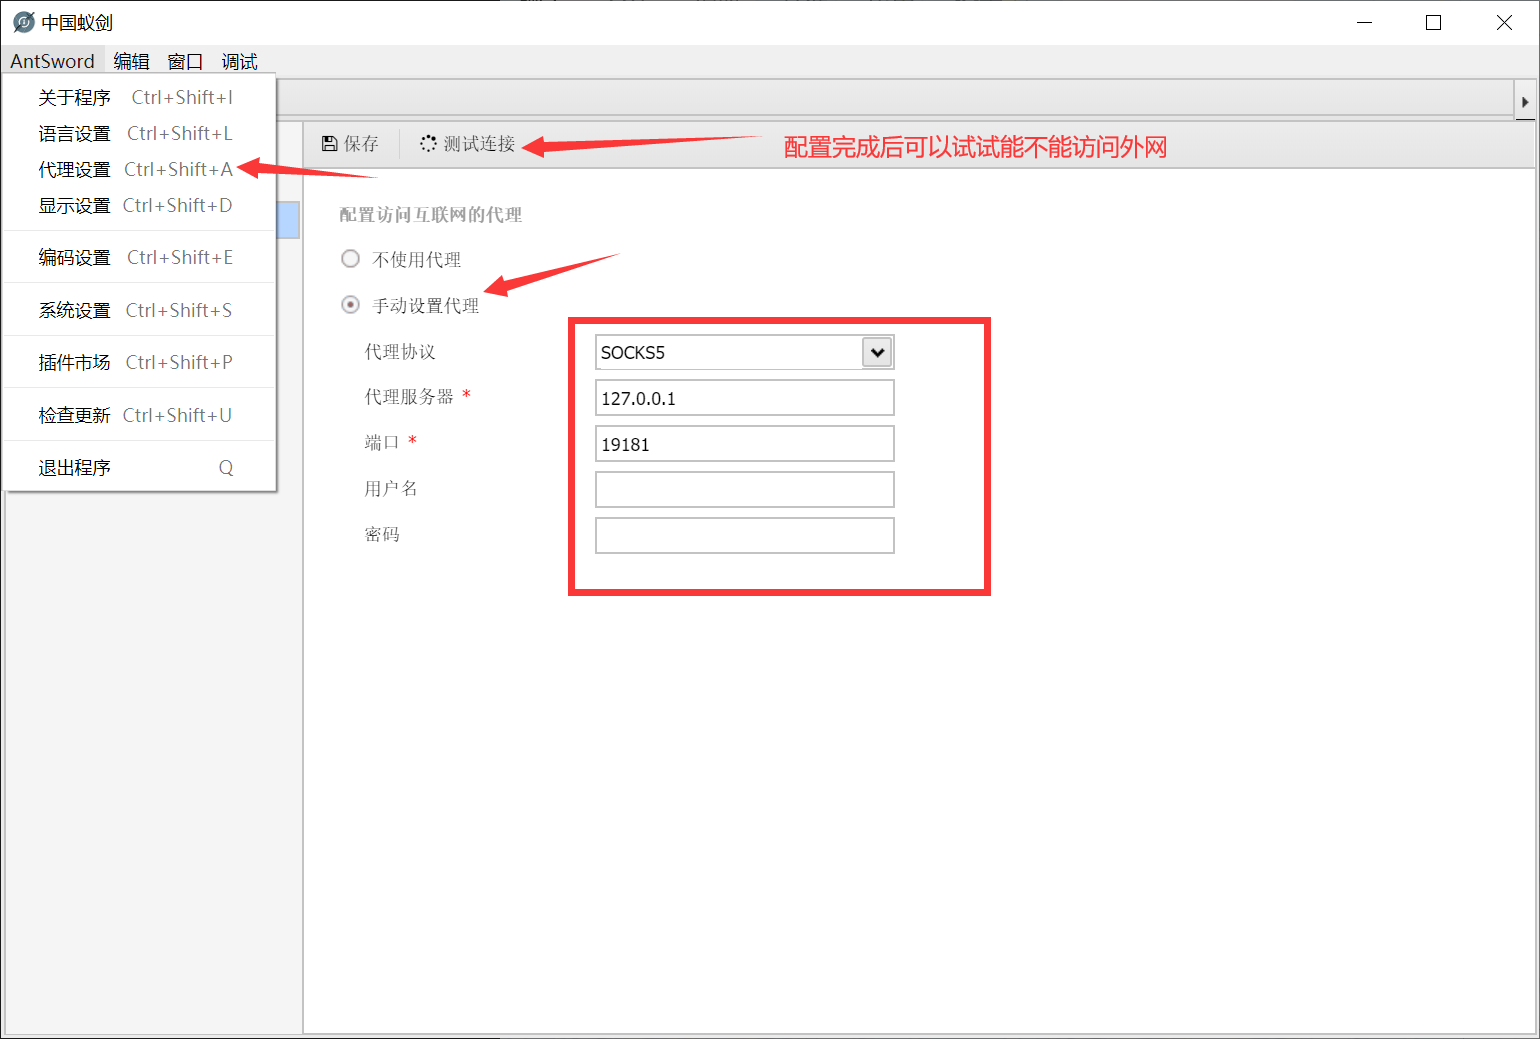 中国蚁剑
AntSword 编辑 窗口 调试
关于程序 Ctrl+Shift+I
语言设置 Ctrl+Shift+L
代理设置 Ctrl+Shift+A
显示设置 Ctrl+Shift+D
编码设置 Ctrl+Shift+E
系统设置 Ctrl+Shift+S
插件市场 Ctrl+Shift+P
检查更新 Ctrl+Shift+U
退出程序 Q
保存 测试连接 配置完成后可以试试能不能访问外网
配置访问互联网的代理
不使用代理
手动设置代理
代理协议 SOCKS5
代理服务器 * 127.0.0.1
端口 * 19181
用户名
密码